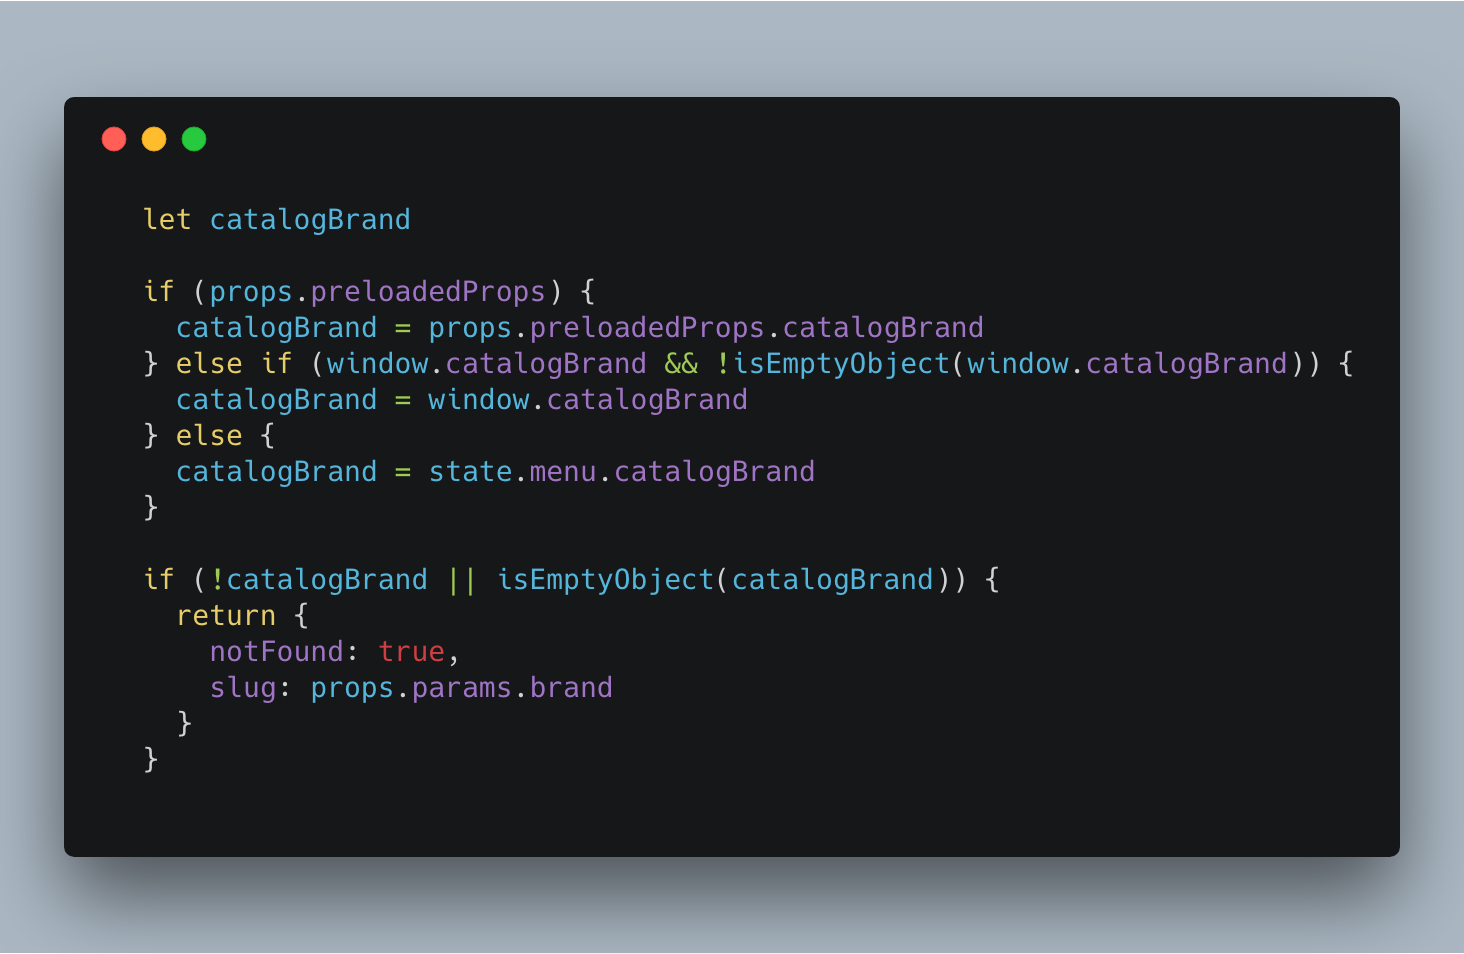 let catalogBrand

if (props.preloadedProps) {
  catalogBrand = props.preloadedProps.catalogBrand
} else if (window.catalogBrand && !isEmptyObject(window.catalogBrand)) {
  catalogBrand = window.catalogBrand
} else {
  catalogBrand = state.menu.catalogBrand
}

if (!catalogBrand || isEmptyObject(catalogBrand)) {
  return {
    notFound: true,
    slug: props.params.brand
  }
}